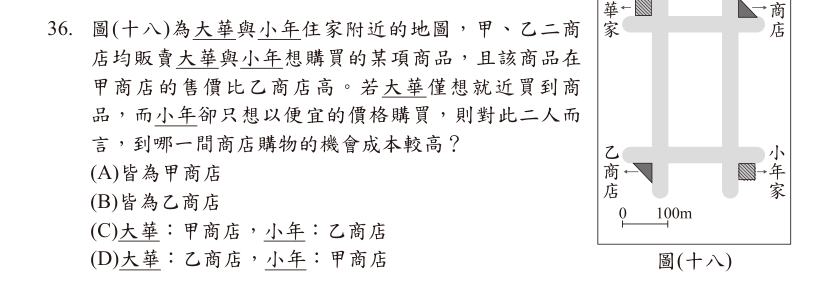 36. 圖(十八)為大華與小年住家附近的地圖，甲、乙二商
店均販賣大華與小年想購買的某項商品，且該商品在
甲商店的售價比乙商店高。若大華僅想就近買到商
品，而小年卻只想以便宜的價格購買，則對此二人而
言，到哪一間商店購物的機會成本較高？
(A)皆為甲商店
(B)皆為乙商店
(C)大華：甲商店，小年：乙商店
(D)大華：乙商店，小年：甲商店
華家
商店
乙商店
小年家
0 100m
圖(十八)